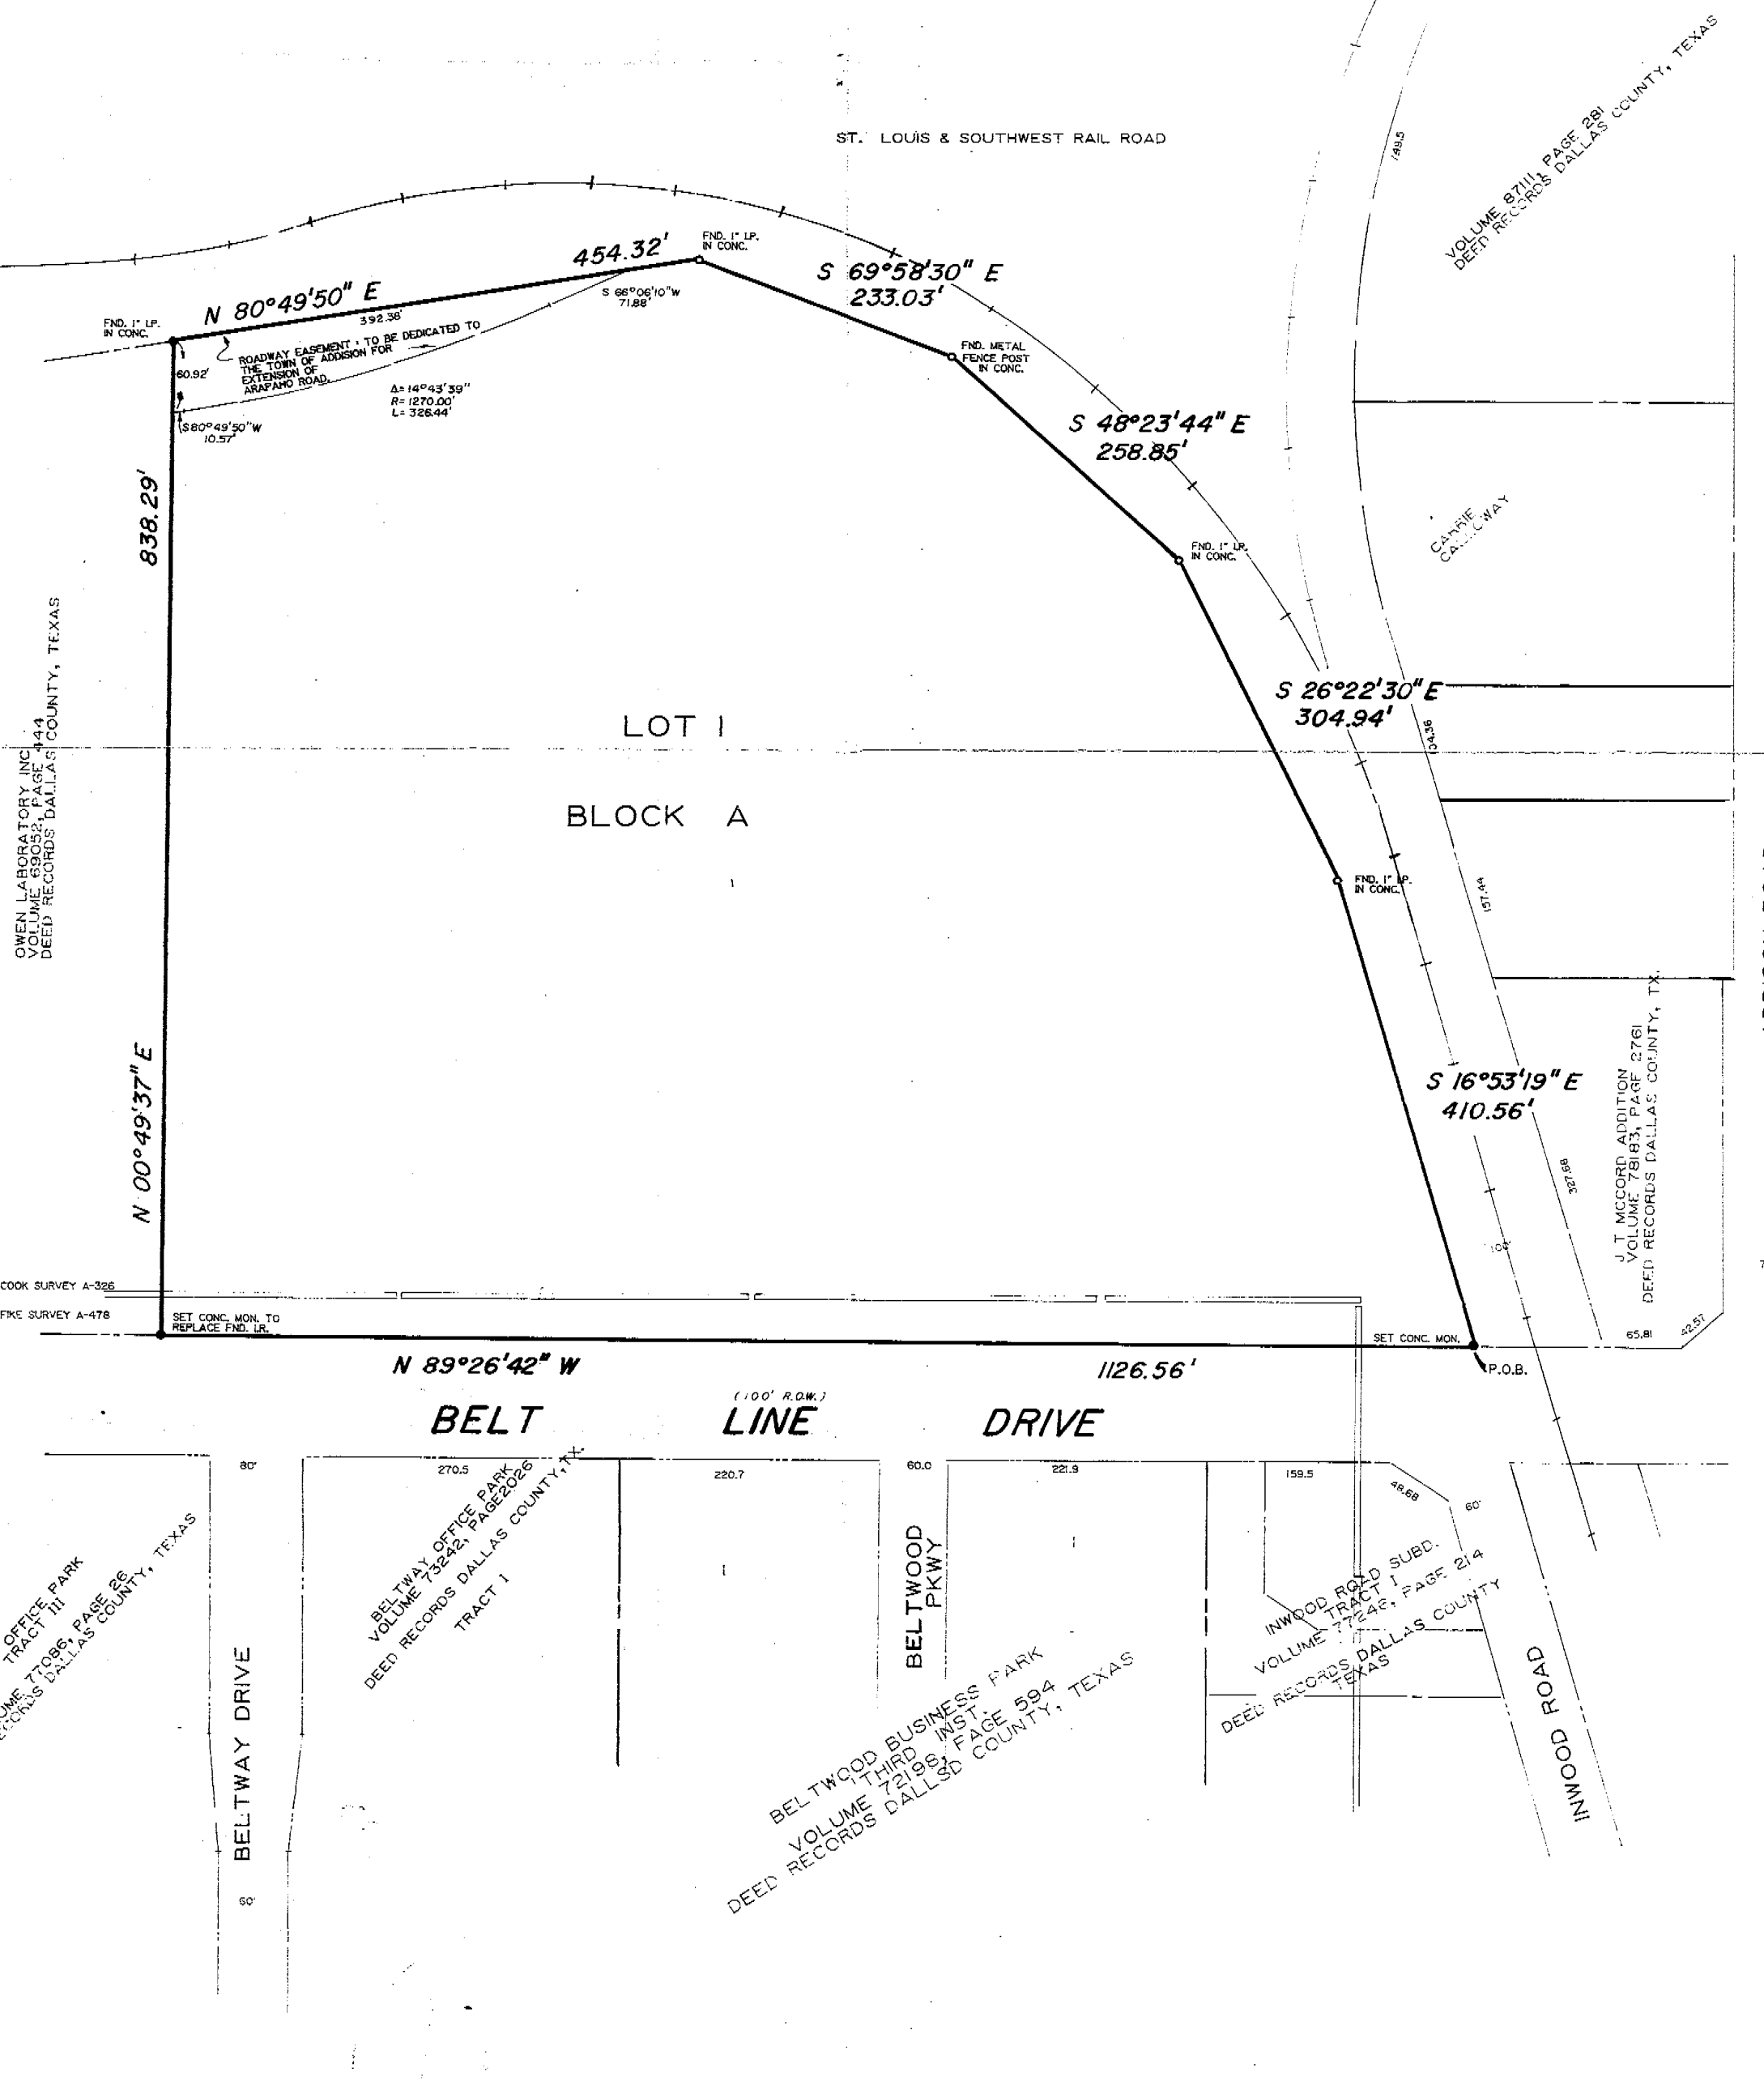 ST. LOUIS & SOUTHWEST RAIL ROAD
149.5
VOLUME 87111, PAGE 281
DEED RECORDS DALLAS COUNTY, TEXAS
454.32'
FND. 1" I.P.
IN CONC.
N 80°49'50" E
392.38'
S 66°06'10"W
71.88'
S 69°58'30" E
233.03'
FND. 1" I.P.
IN CONC.
60.92'
ROADWAY EASEMENT, TO BE DEDICATED TO
THE TOWN OF ADDISION FOR
EXTENSION OF
ARAPAHO ROAD.
Δ= 14°43'39"
R= 1270.00'
L= 326.44'
S80°49'50"W
10.57'
FND. METAL
FENCE POST
IN CONC.
S 48°23'44" E
258.85'
838.29'
FND. 1" I.R.
IN CONC.
CARRIE
CALLOWAY
S 26°22'30" E
304.94'
OWEN LABORATORY INC
VOLUME 69052, PAGE 444
DEED RECORDS DALLAS COUNTY, TEXAS
LOT 1
BLOCK A
FND. 1" I.P.
IN CONC.
157.44
N 00°49'37" E
S 16°53'19" E
410.56'
327.68
100'
J T MCCORD ADDITION
VOLUME 78183, PAGE 2761
DEED RECORDS DALLAS COUNTY, TX.
COOK SURVEY A-326
FIKE SURVEY A-478
SET CONC. MON. TO
REPLACE FND. I.R.
SET CONC. MON.
65.81
42.57
P.O.B.
N 89°26'42" W
1126.56'
(100' R.O.W.)
BELT LINE DRIVE
80'
270.5
220.7
60.0
221.9
159.5
48.68
60'
OFFICE PARK
TRACT III
UME 77086, PAGE 26
ECORDS DALLAS COUNTY, TEXAS
BELTWAY DRIVE
60'
BELTWAY OFFICE PARK
VOLUME 73242, PAGE2026
DEED RECORDS DALLAS COUNTY,TX.
TRACT 1
BELTWOOD
PKWY
BELTWOOD BUSINESS PARK
THIRD INST.
VOLUME 72198, PAGE 594
DEED RECORDS DALLSD COUNTY, TEXAS
INWOOD ROAD SUBD.
TRACT 1
VOLUME 77248, PAGE 214
DEED RECORDS DALLAS COUNTY
TEXAS
INWOOD ROAD